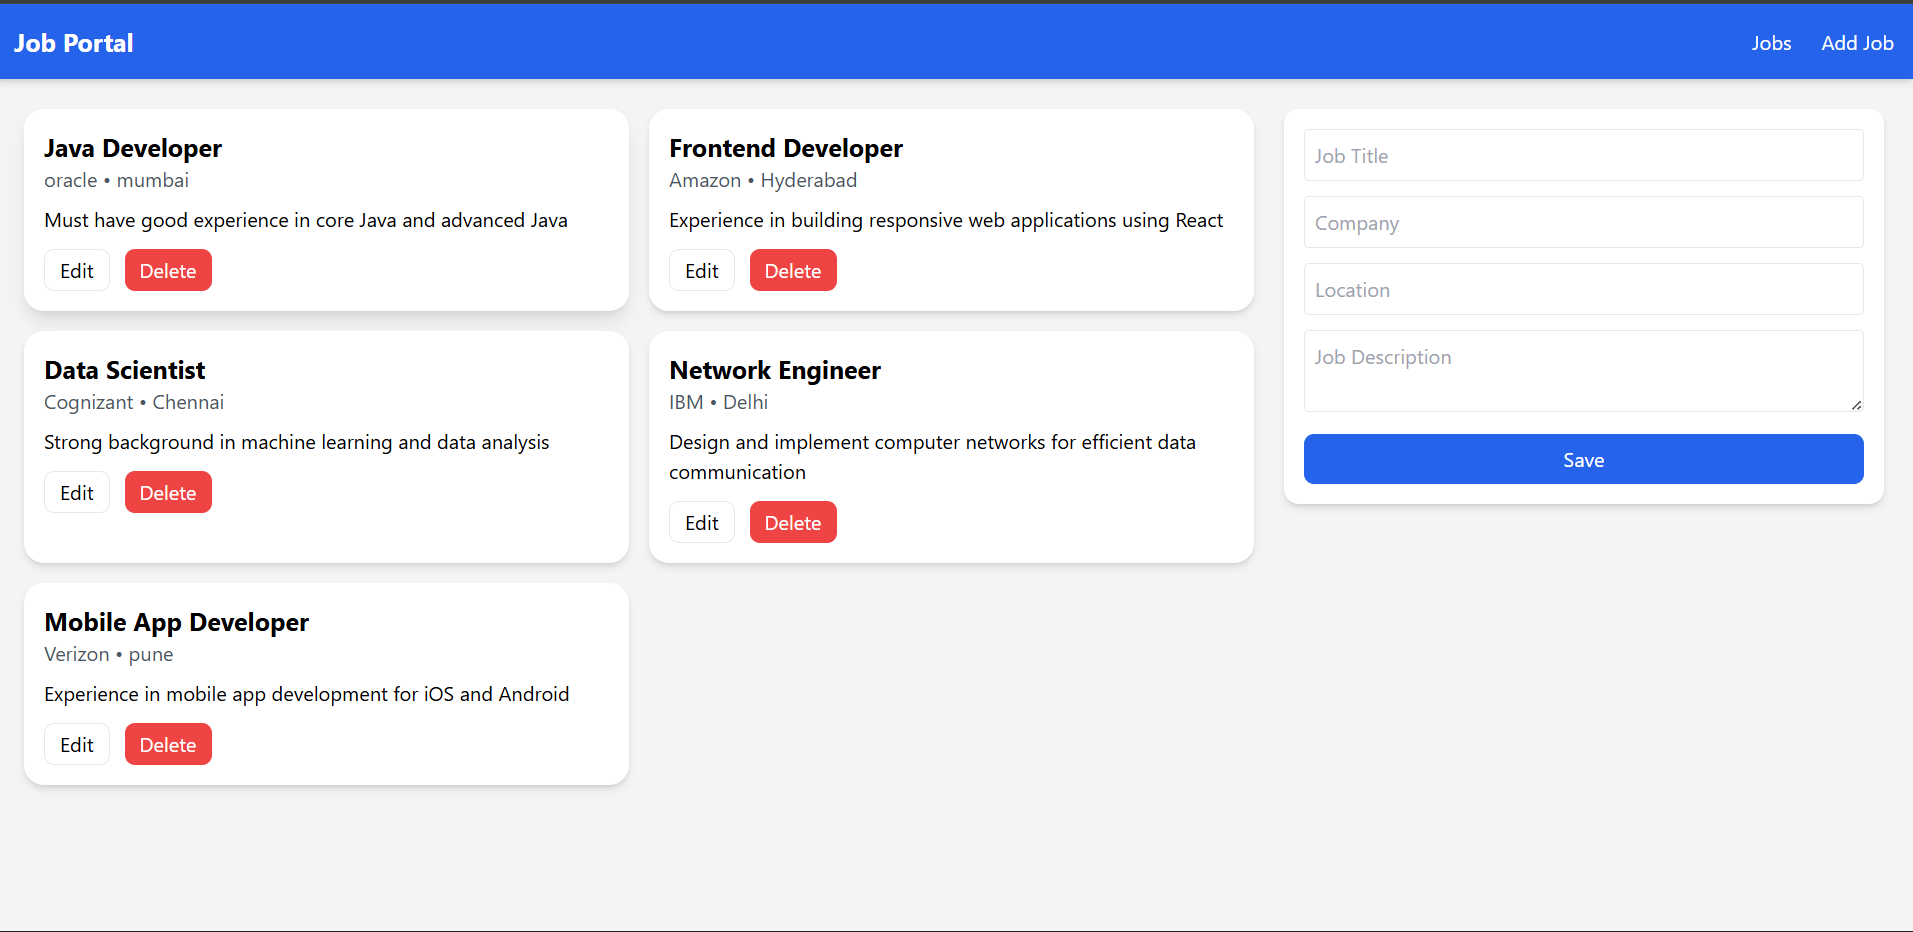 Job Portal
Jobs
Add Job
Java Developer
oracle • mumbai
Must have good experience in core Java and advanced Java
Edit
Delete
Frontend Developer
Amazon • Hyderabad
Experience in building responsive web applications using React
Edit
Delete
Data Scientist
Cognizant • Chennai
Strong background in machine learning and data analysis
Edit
Delete
Network Engineer
IBM • Delhi
Design and implement computer networks for efficient data
communication
Edit
Delete
Mobile App Developer
Verizon • pune
Experience in mobile app development for iOS and Android
Edit
Delete
Job Title
Company
Location
Job Description
Save